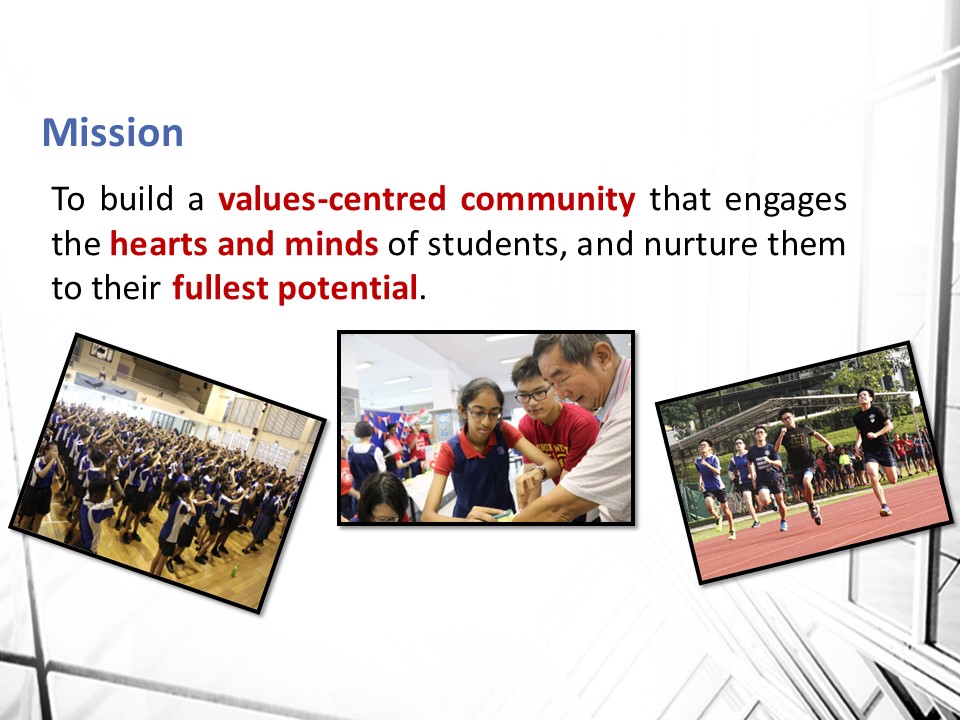 Mission
To build a values-centred community that engages
the hearts and minds of students, and nurture them
to their fullest potential.